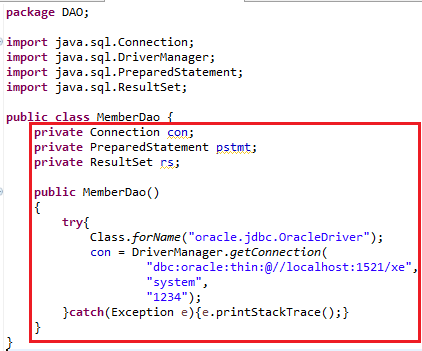 package DAO;
import java.sql.Connection;
import java.sql.DriverManager;
import java.sql.PreparedStatement;
import java.sql.ResultSet;
public class MemberDao {
private Connection con;
private PreparedStatement pstmt;
private ResultSet rs;
public MemberDao()
{
try{
Class.forName("oracle.jdbc.OracleDriver");
con = DriverManager.getConnection(
"dbc:oracle:thin:@//localhost:1521/xe",
"system",
"1234");
}catch(Exception e){e.printStackTrace();}
}
}